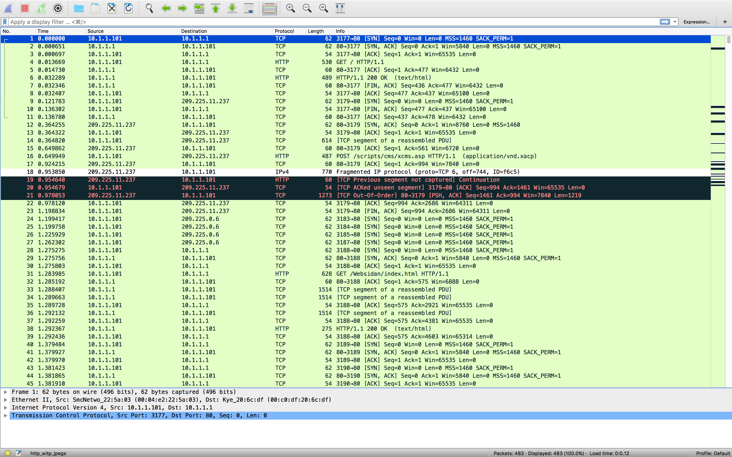 Apply a display filter ... <⌘/>
Expression...
+
No. Time Source Destination Protocol Length Info
1 0.000000 10.1.1.101 10.1.1.1 TCP 62 3177→80 [SYN] Seq=0 Win=0 Len=0 MSS=1460 SACK_PERM=1
2 0.000651 10.1.1.1 10.1.1.101 TCP 62 80→3177 [SYN, ACK] Seq=0 Ack=1 Win=5840 Len=0 MSS=1460 SACK_PERM=1
3 0.000697 10.1.1.101 10.1.1.1 TCP 54 3177→80 [ACK] Seq=1 Ack=1 Win=65535 Len=0
4 0.013669 10.1.1.101 10.1.1.1 HTTP 530 GET / HTTP/1.1
5 0.014730 10.1.1.1 10.1.1.101 TCP 60 80→3177 [ACK] Seq=1 Ack=477 Win=6432 Len=0
6 0.032289 10.1.1.1 10.1.1.101 HTTP 489 HTTP/1.1 200 OK (text/html)
7 0.032346 10.1.1.1 10.1.1.101 TCP 60 80→3177 [FIN, ACK] Seq=436 Ack=477 Win=6432 Len=0
8 0.032407 10.1.1.101 10.1.1.1 TCP 54 3177→80 [ACK] Seq=477 Ack=437 Win=65100 Len=0
9 0.121783 10.1.1.101 209.225.11.237 TCP 62 3179→80 [SYN] Seq=0 Win=0 Len=0 MSS=1460 SACK_PERM=1
10 0.136302 10.1.1.101 10.1.1.1 TCP 54 3177→80 [FIN, ACK] Seq=477 Ack=437 Win=65100 Len=0
11 0.136780 10.1.1.1 10.1.1.101 TCP 60 80→3177 [ACK] Seq=437 Ack=478 Win=6432 Len=0
12 0.364255 209.225.11.237 10.1.1.101 TCP 60 80→3179 [SYN, ACK] Seq=0 Ack=1 Win=8760 Len=0 MSS=1460
13 0.364322 10.1.1.101 209.225.11.237 TCP 54 3179→80 [ACK] Seq=1 Ack=1 Win=65535 Len=0
14 0.364820 10.1.1.101 209.225.11.237 TCP 614 [TCP segment of a reassembled PDU]
15 0.649862 209.225.11.237 10.1.1.101 TCP 60 80→3179 [ACK] Seq=1 Ack=561 Win=6720 Len=0
16 0.649949 10.1.1.101 209.225.11.237 HTTP 487 POST /scripts/cms/xcms.asp HTTP/1.1 (application/vnd.xacp)
17 0.924215 209.225.11.237 10.1.1.101 TCP 60 80→3179 [ACK] Seq=1 Ack=994 Win=7840 Len=0
18 0.953850 209.225.11.237 10.1.1.101 IPv4 770 Fragmented IP protocol (proto=TCP 6, off=744, ID=f6c5)
19 0.954640 209.225.11.237 10.1.1.101 HTTP 60 [TCP Previous segment not captured] Continuation
20 0.954679 10.1.1.101 209.225.11.237 TCP 54 [TCP ACKed unseen segment] 3179→80 [ACK] Seq=994 Ack=1461 Win=65535 Len=0
21 0.978053 209.225.11.237 10.1.1.101 TCP 1273 [TCP Out-Of-Order] 80→3179 [PSH, ACK] Seq=1461 Ack=994 Win=7840 Len=1219
22 0.978120 10.1.1.101 209.225.11.237 TCP 54 3179→80 [ACK] Seq=994 Ack=2686 Win=64311 Len=0
23 1.198834 10.1.1.101 209.225.11.237 TCP 54 3179→80 [FIN, ACK] Seq=994 Ack=2686 Win=64311 Len=0
24 1.199417 10.1.1.101 209.225.0.6 TCP 62 3183→80 [SYN] Seq=0 Win=0 Len=0 MSS=1460 SACK_PERM=1
25 1.199758 10.1.1.101 209.225.0.6 TCP 62 3184→80 [SYN] Seq=0 Win=0 Len=0 MSS=1460 SACK_PERM=1
26 1.225929 10.1.1.101 209.225.0.6 TCP 62 3185→80 [SYN] Seq=0 Win=0 Len=0 MSS=1460 SACK_PERM=1
27 1.262302 10.1.1.101 209.225.0.6 TCP 62 3187→80 [SYN] Seq=0 Win=0 Len=0 MSS=1460 SACK_PERM=1
28 1.275275 10.1.1.101 10.1.1.1 TCP 62 3188→80 [SYN] Seq=0 Win=0 Len=0 MSS=1460 SACK_PERM=1
29 1.275756 10.1.1.1 10.1.1.101 TCP 62 80→3188 [SYN, ACK] Seq=0 Ack=1 Win=5840 Len=0 MSS=1460 SACK_PERM=1
30 1.275803 10.1.1.101 10.1.1.1 TCP 54 3188→80 [ACK] Seq=1 Ack=1 Win=65535 Len=0
31 1.283985 10.1.1.101 10.1.1.1 HTTP 628 GET /Websidan/index.html HTTP/1.1
32 1.285192 10.1.1.1 10.1.1.101 TCP 60 80→3188 [ACK] Seq=1 Ack=575 Win=6888 Len=0
33 1.288407 10.1.1.1 10.1.1.101 TCP 1514 [TCP segment of a reassembled PDU]
34 1.289663 10.1.1.1 10.1.1.101 TCP 1514 [TCP segment of a reassembled PDU]
35 1.289728 10.1.1.101 10.1.1.1 TCP 54 3188→80 [ACK] Seq=575 Ack=2921 Win=65535 Len=0
36 1.292132 10.1.1.1 10.1.1.101 TCP 1514 [TCP segment of a reassembled PDU]
37 1.292259 10.1.1.101 10.1.1.1 TCP 54 3188→80 [ACK] Seq=575 Ack=4381 Win=65535 Len=0
38 1.292367 10.1.1.1 10.1.1.101 HTTP 275 HTTP/1.1 200 OK (text/html)
39 1.292436 10.1.1.101 10.1.1.1 TCP 54 3188→80 [ACK] Seq=575 Ack=4603 Win=65314 Len=0
40 1.379484 10.1.1.101 10.1.1.1 TCP 62 3189→80 [SYN] Seq=0 Win=0 Len=0 MSS=1460 SACK_PERM=1
41 1.379927 10.1.1.1 10.1.1.101 TCP 62 80→3189 [SYN, ACK] Seq=0 Ack=1 Win=5840 Len=0 MSS=1460 SACK_PERM=1
42 1.379970 10.1.1.101 10.1.1.1 TCP 54 3189→80 [ACK] Seq=1 Ack=1 Win=65535 Len=0
43 1.381423 10.1.1.101 10.1.1.1 TCP 62 3190→80 [SYN] Seq=0 Win=0 Len=0 MSS=1460 SACK_PERM=1
44 1.381865 10.1.1.1 10.1.1.101 TCP 62 80→3190 [SYN, ACK] Seq=0 Ack=1 Win=5840 Len=0 MSS=1460 SACK_PERM=1
45 1.381910 10.1.1.101 10.1.1.1 TCP 54 3190→80 [ACK] Seq=1 Ack=1 Win=65535 Len=0
Frame 1: 62 bytes on wire (496 bits), 62 bytes captured (496 bits)
Ethernet II, Src: SmcNetwo_22:5a:03 (00:04:e2:22:5a:03), Dst: Kye_20:6c:df (00:c0:df:20:6c:df)
Internet Protocol Version 4, Src: 10.1.1.101, Dst: 10.1.1.1
Transmission Control Protocol, Src Port: 3177, Dst Port: 80, Seq: 0, Len: 0
http_witp_jpegs
Packets: 483 · Displayed: 483 (100.0%) · Load time: 0:0.12
Profile: Default